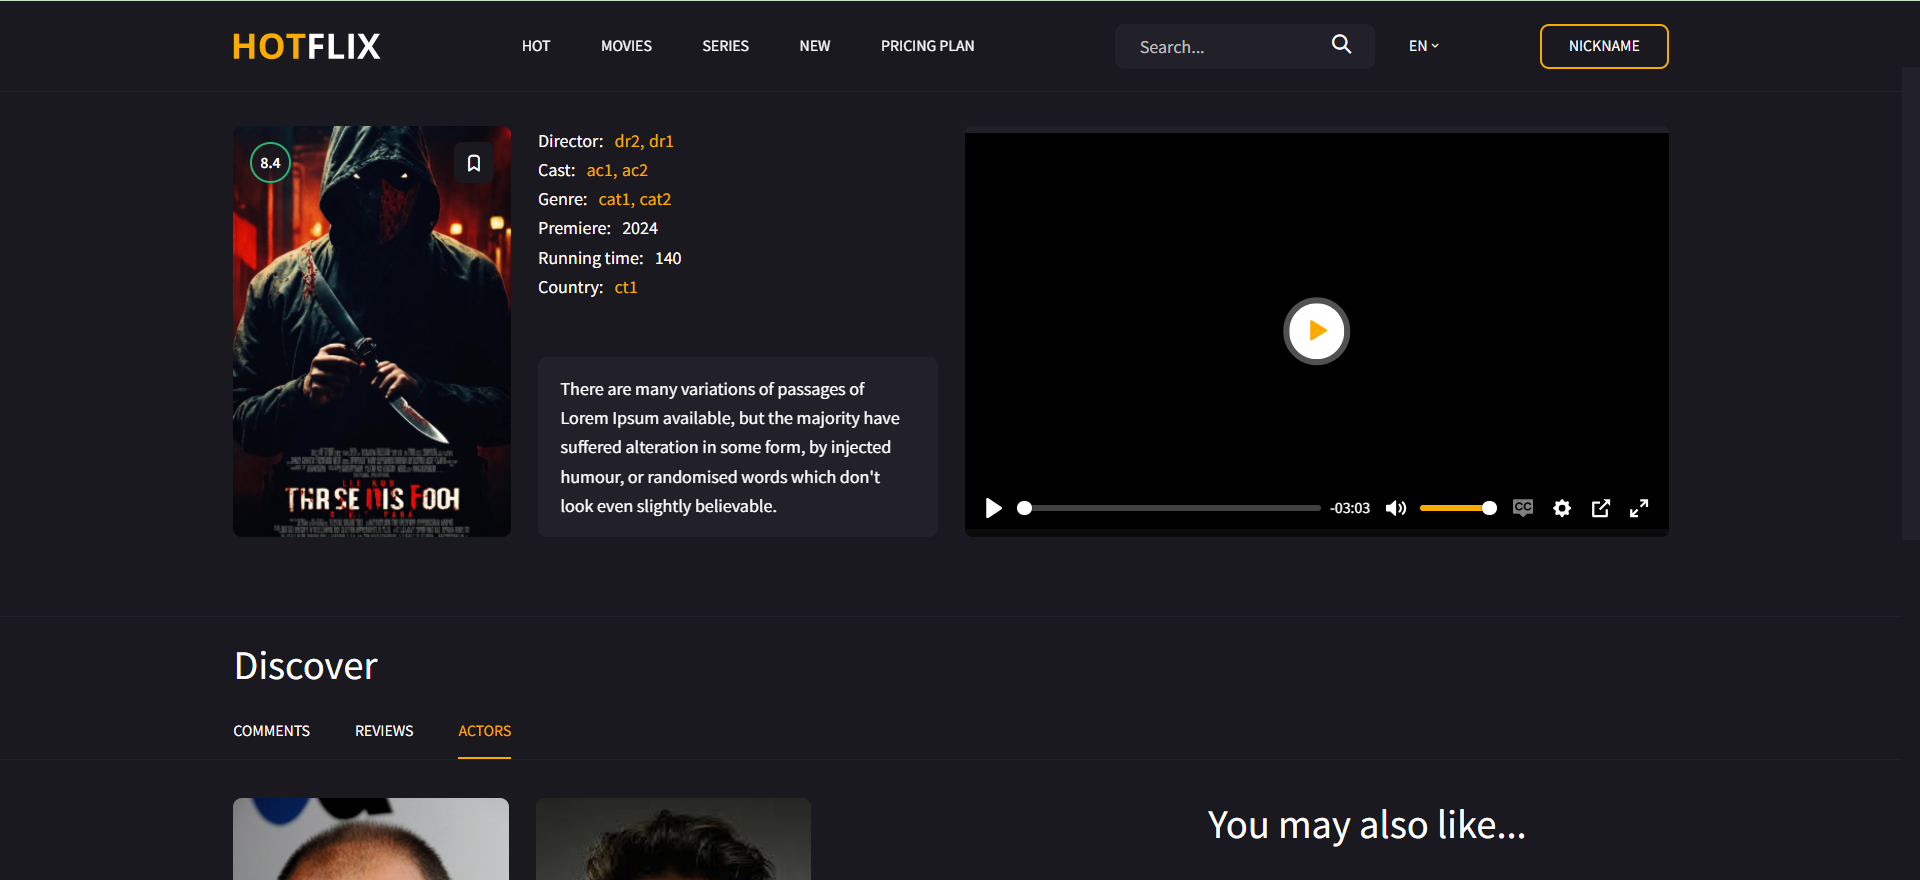 HOTFLIX
HOT MOVIES SERIES NEW PRICING PLAN
Search...
EN
NICKNAME
8.4
THRSE DIS FOOH
Director: dr2, dr1
Cast: ac1, ac2
Genre: cat1, cat2
Premiere: 2024
Running time: 140
Country: ct1
There are many variations of passages of
Lorem Ipsum available, but the majority have
suffered alteration in some form, by injected
humour, or randomised words which don't
look even slightly believable.
-03:03
CC
Discover
COMMENTS REVIEWS ACTORS
You may also like...